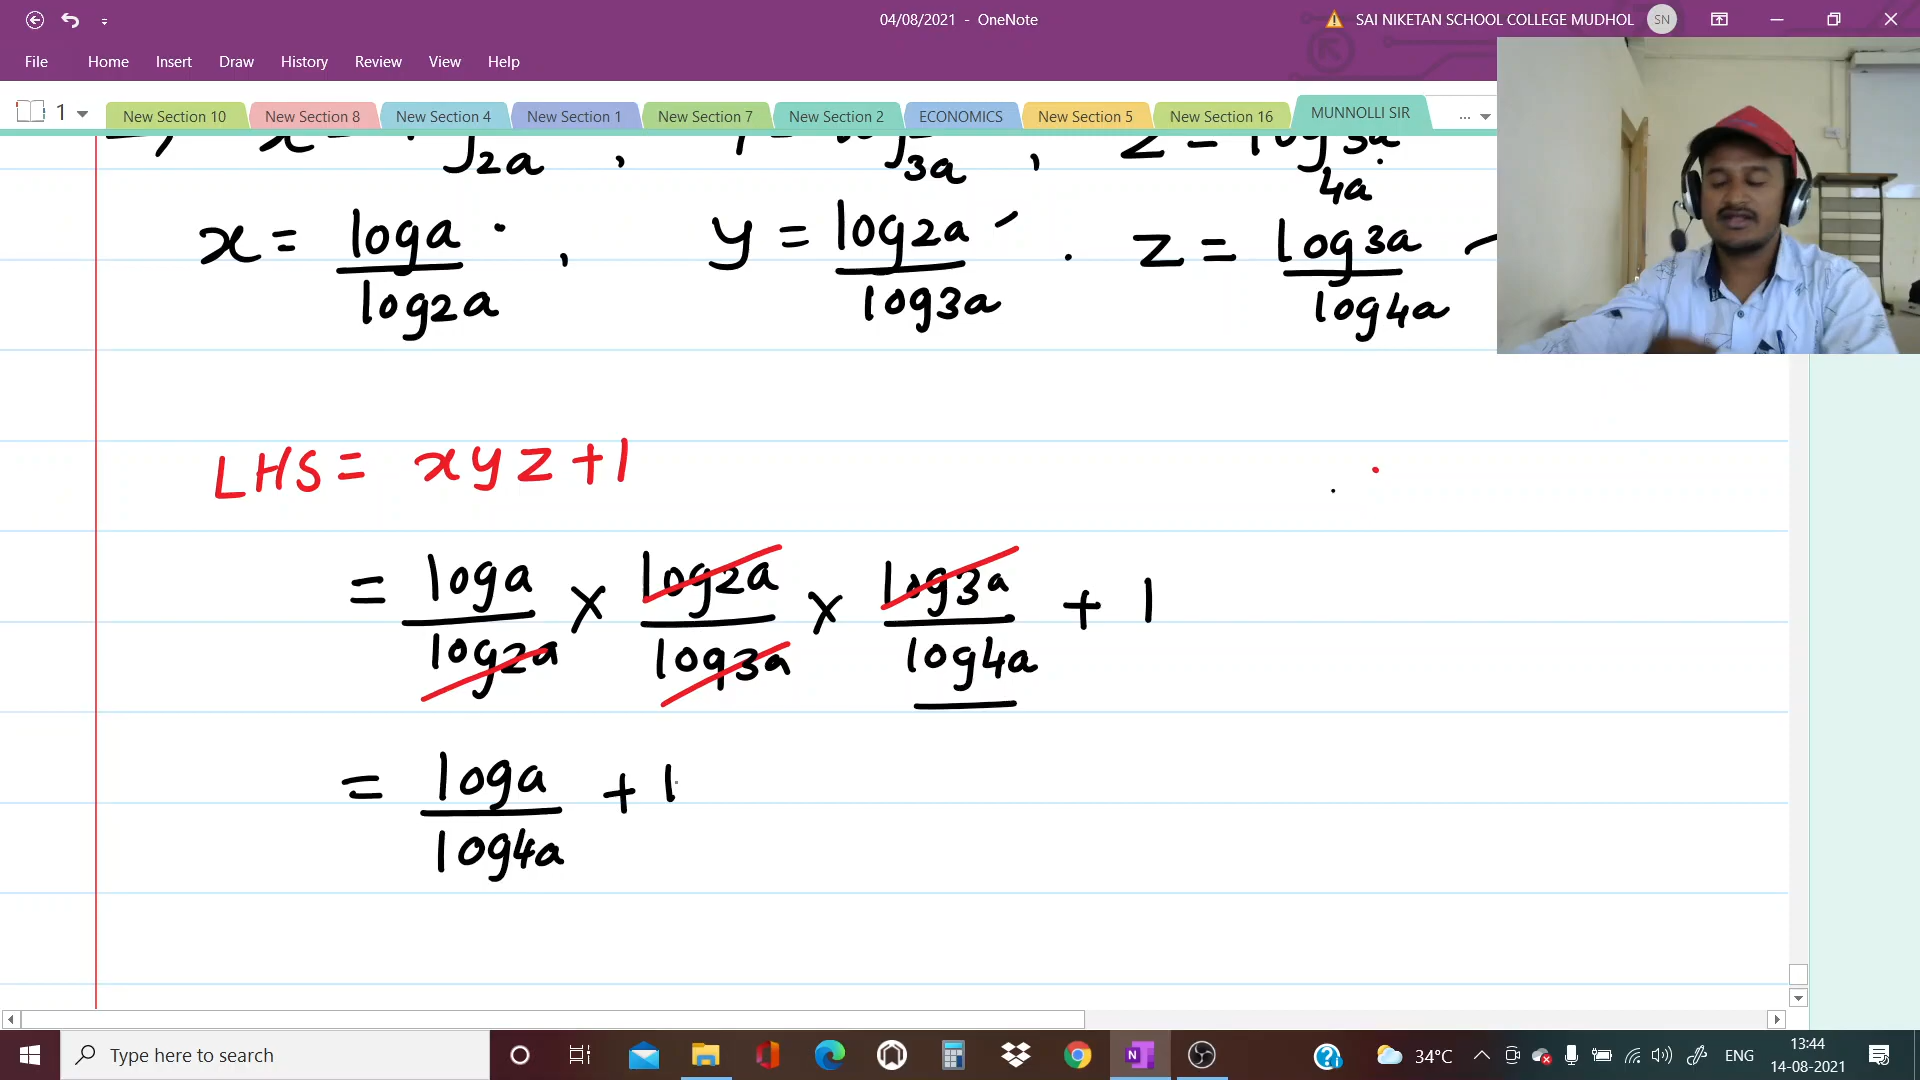 04/08/2021 - OneNote
SAI NIKETAN SCHOOL COLLEGE MUDHOL SN
File Home Insert Draw History Review View Help
1 New Section 10 New Section 8 New Section 4 New Section 1 New Section 7 New Section 2 ECONOMICS New Section 5 New Section 16 MUNNOLLI SIR ...
2a , 3a , z = log3a
4a
x = loga , y = log2a . z = log3a
log2a log3a log4a
LHS = xyz + 1
= loga × log2a × log3a + 1
log2a log3a log4a
= loga + 1
log4a
Type here to search
34°C ENG 13:44
14-08-2021